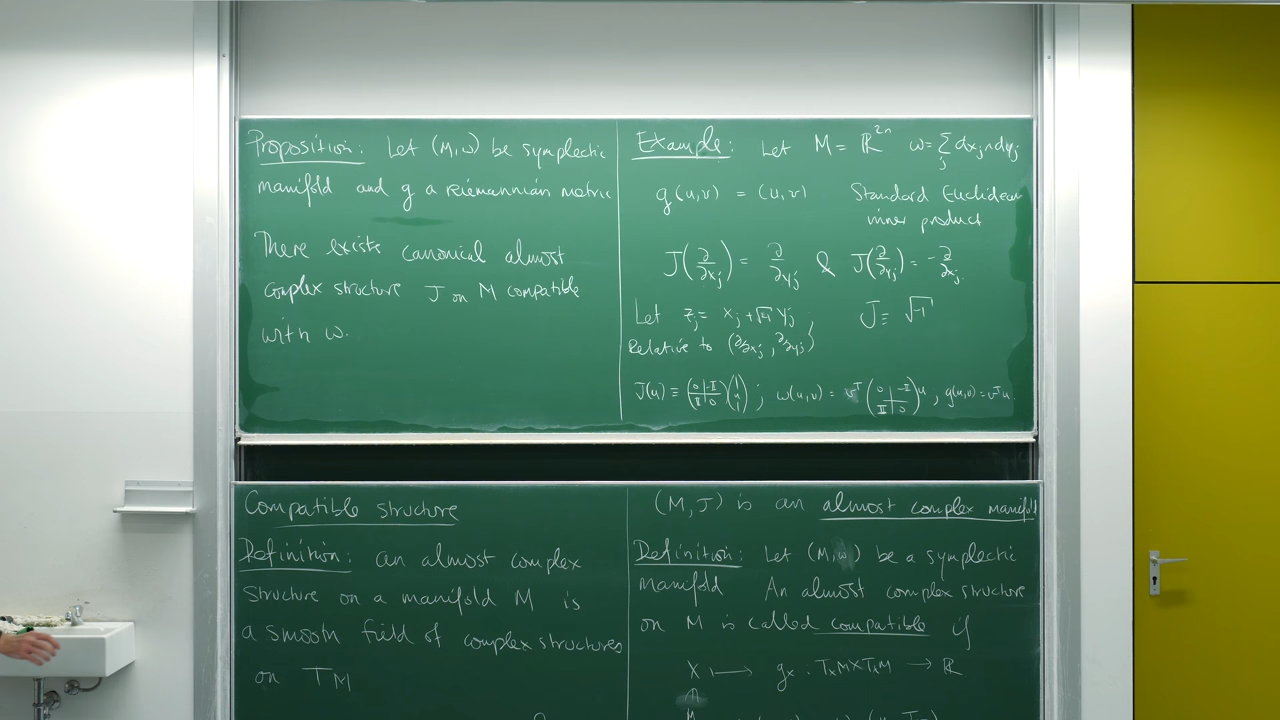 Proposition: Let (M,ω) be symplectic
manifold and g a Riemannian metric
There exists canonical almost
complex structure J on M compatible
with ω.
Example: Let M = ℝ²ⁿ ω = ∑_j dx_j∧dy_j
g(u,v) = (u,v) Standard Euclidean
inner product
J(∂/∂x_j) = ∂/∂y_j & J(∂/∂y_j) = -∂/∂x_j
Let z_j = x_j + √-1 y_j ; J ≡ √-1
Relative to (∂/∂x_j, ∂/∂y_j)
J(u) ≡ (0 | -𝕀 / 𝕀 | 0)(u) ; ω(u,v) = vᵀ(0 | -𝕀 / 𝕀 | 0)u, g(u,v) = vᵀu.
Compatible structure
Definition: an almost complex
structure on a manifold M is
a smooth field of complex structures
on TM
(M,J) is an almost complex manifold
Definition: Let (M,ω) be a symplectic
manifold An almost complex structure
on M is called compatible if
x ⟼ g_x : T_xM×T_xM → ℝ